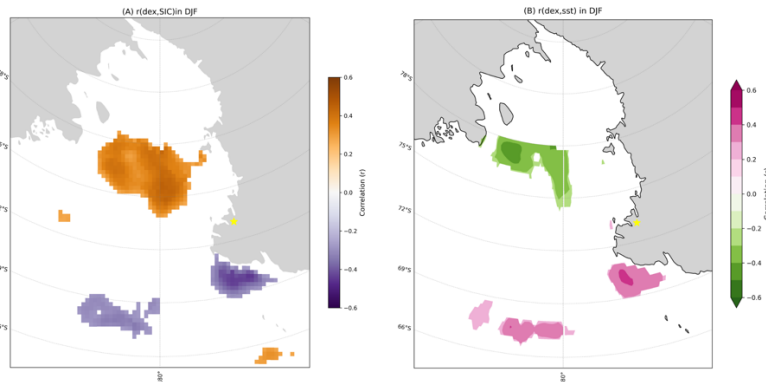 (A) r(dex,SIC)in DJF
(B) r(dex,sst) in DJF
0.6
0.4
0.2
0.0
−0.2
−0.4
−0.6
Correlation (r)
78°S
75°S
72°S
69°S
66°S
0.6
0.4
0.2
0.0
−0.2
−0.4
−0.6